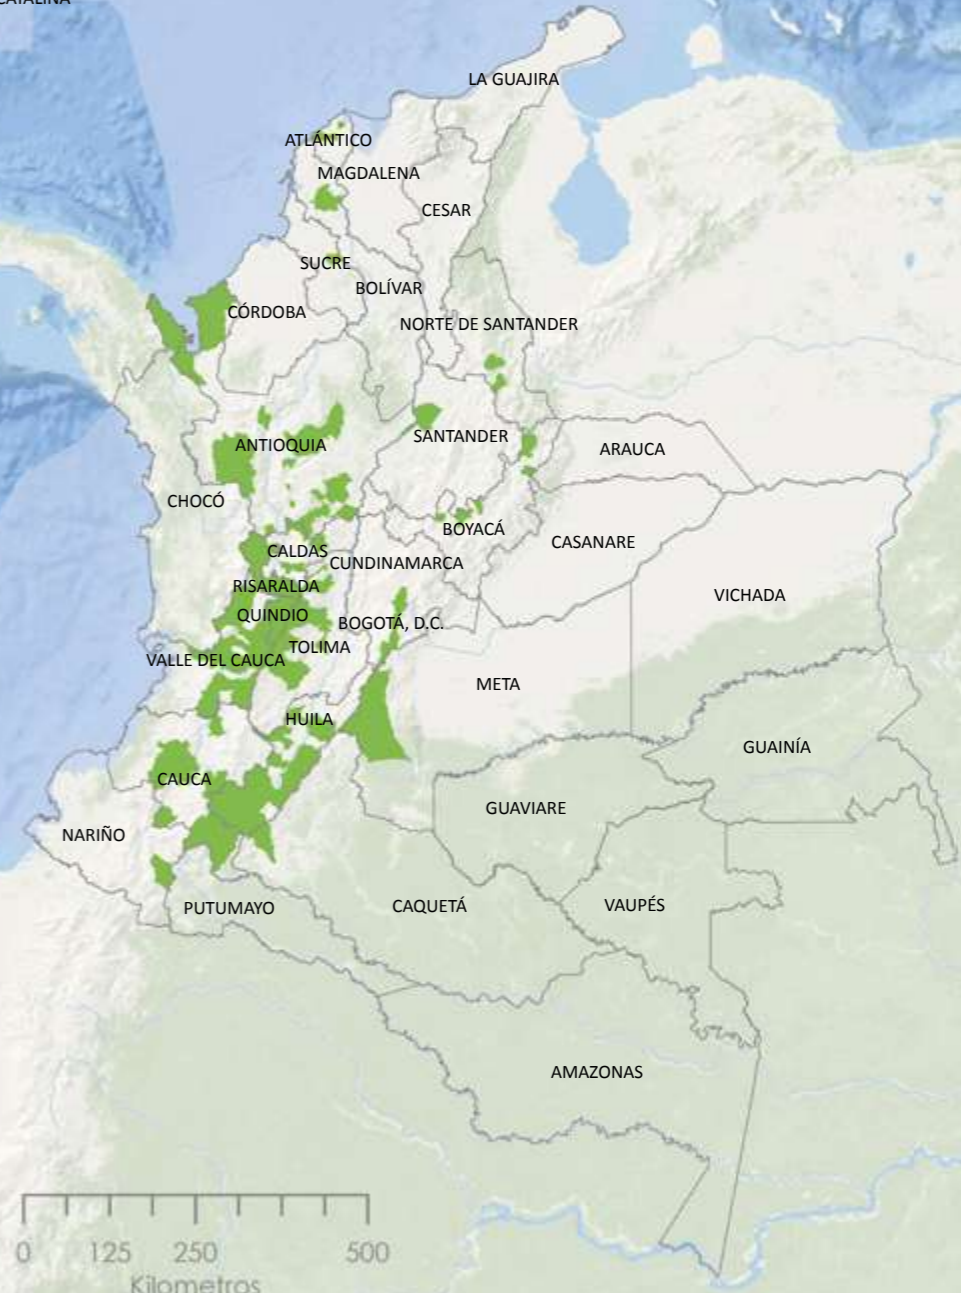 CATALINA
LA GUAJIRA
ATLÁNTICO
MAGDALENA
CESAR
SUCRE
BOLÍVAR
CÓRDOBA
NORTE DE SANTANDER
SANTANDER
ANTIOQUIA
ARAUCA
CHOCÓ
BOYACÁ
CASANARE
CALDAS
CUNDINAMARCA
RISARALDA
VICHADA
QUINDIO
BOGOTÁ, D.C.
TOLIMA
VALLE DEL CAUCA
META
HUILA
GUAINÍA
CAUCA
GUAVIARE
NARIÑO
PUTUMAYO
CAQUETÁ
VAUPÉS
AMAZONAS
0 125 250 500
Kilometros